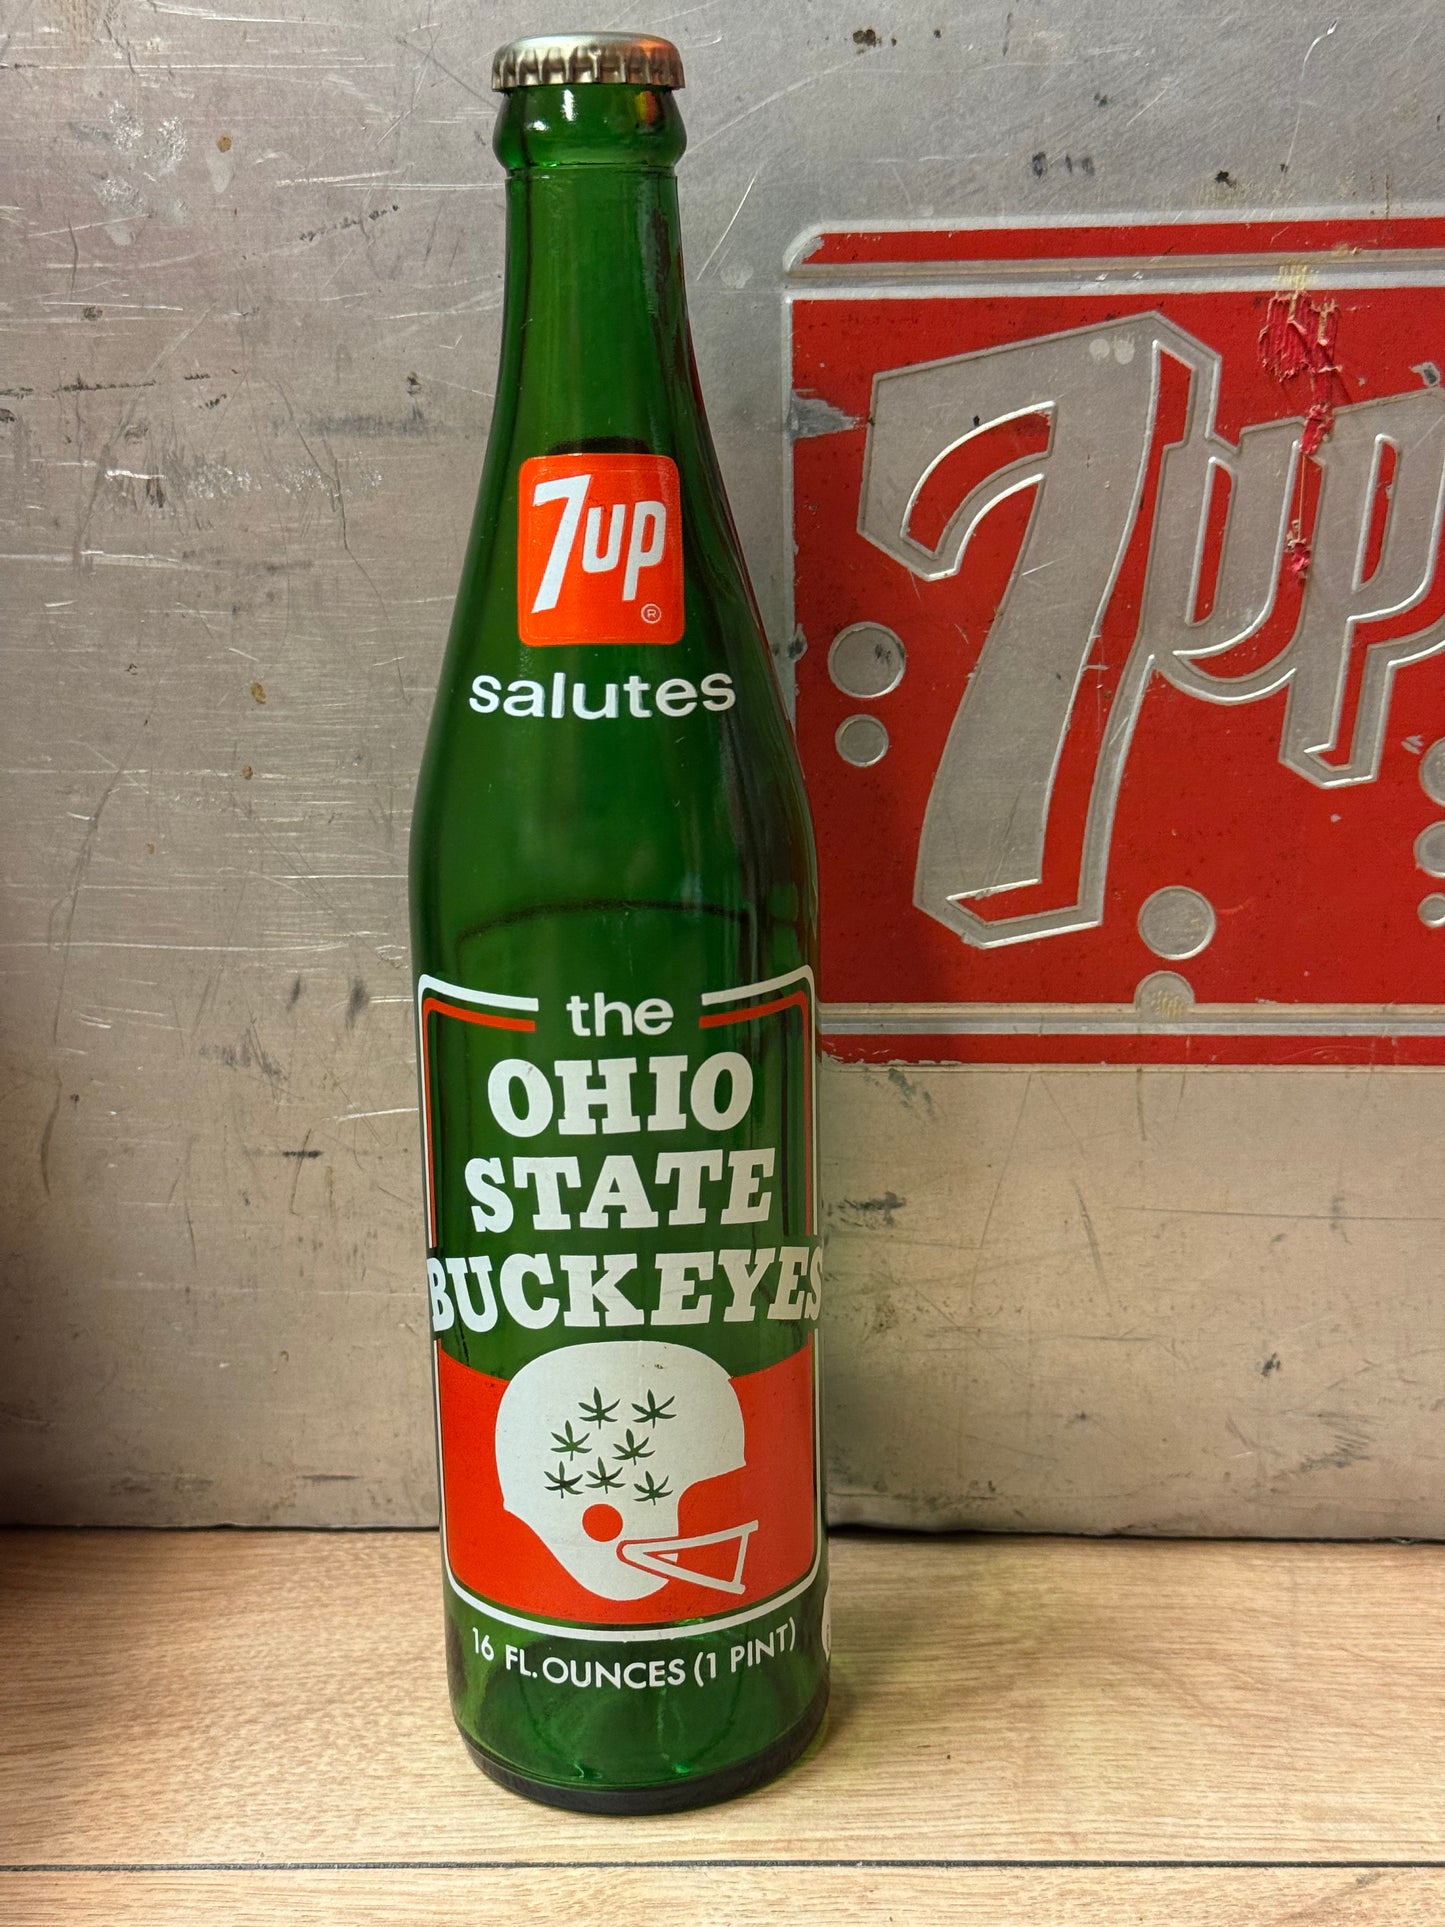 7up
®
salutes
the
OHIO
STATE
BUCKEYES
16 FL. OUNCES (1 PINT)
7up